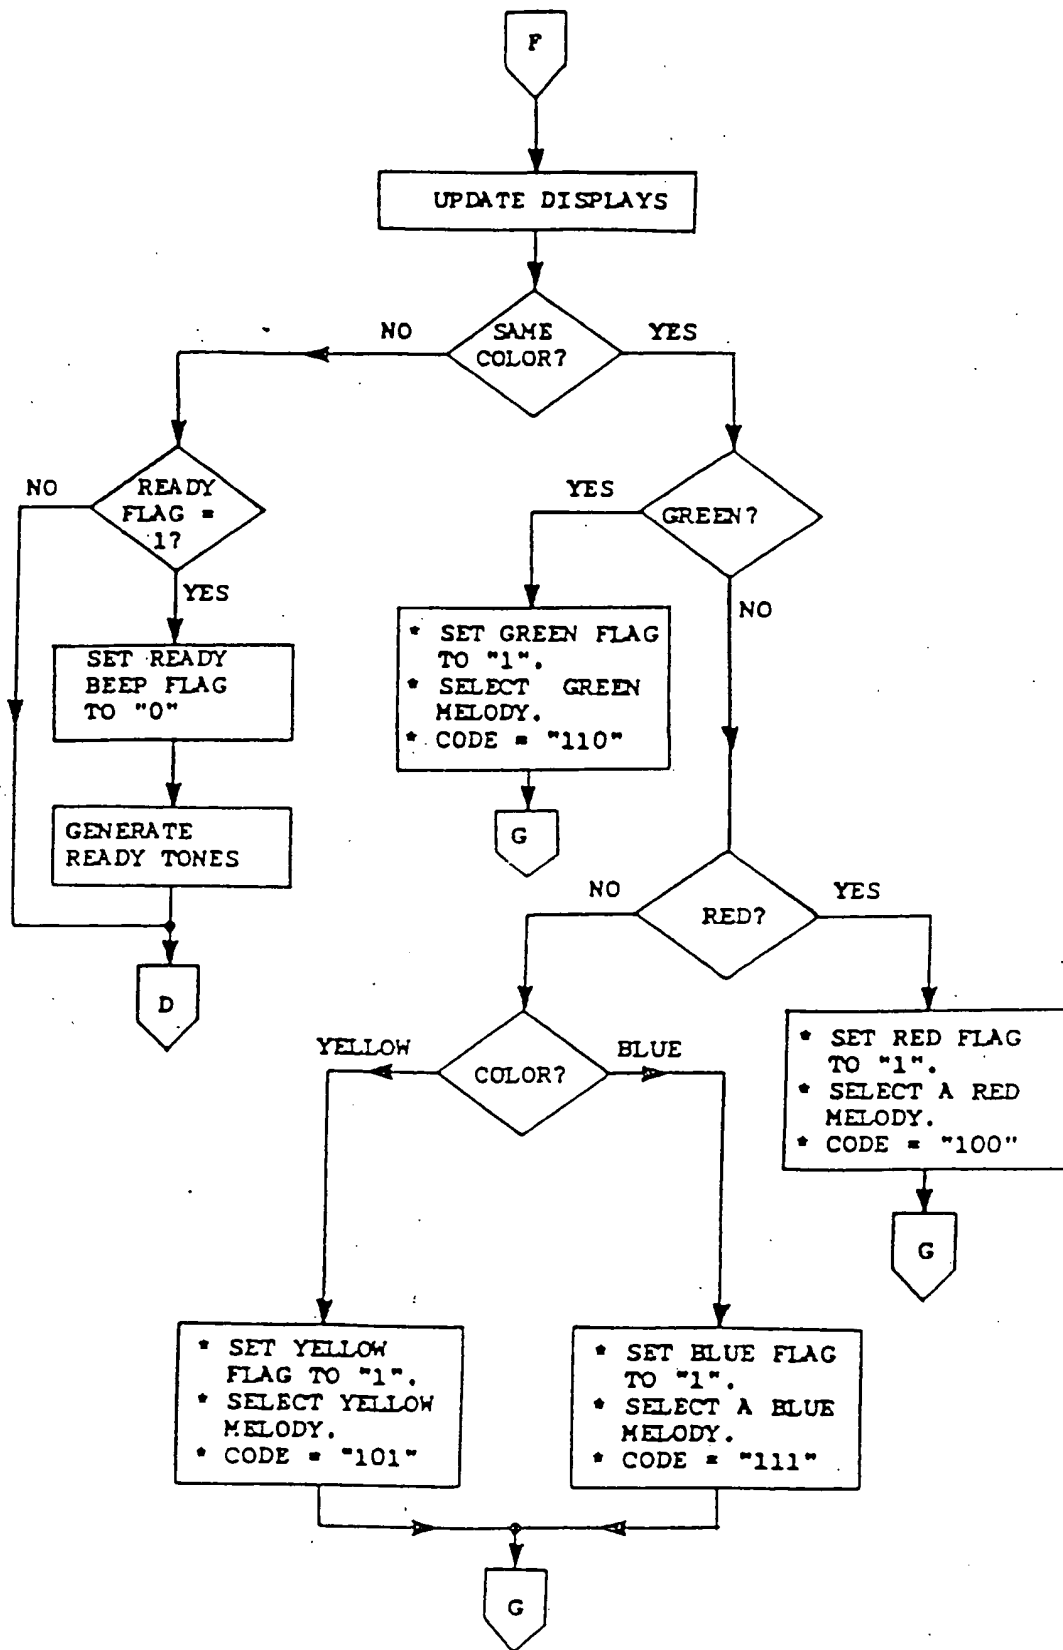 F
UPDATE DISPLAYS
NO
SAME
COLOR?
YES
NO
READY
FLAG =
1?
YES
YES
GREEN?
NO
SET READY
BEEP FLAG
TO "0"
* SET GREEN FLAG
TO "1".
* SELECT GREEN
MELODY.
* CODE = "110"
GENERATE
READY TONES
G
D
NO
RED?
YES
YELLOW
COLOR?
BLUE
* SET RED FLAG
TO "1".
* SELECT A RED
MELODY.
* CODE = "100"
G
* SET YELLOW
FLAG TO "1".
* SELECT YELLOW
MELODY.
* CODE = "101"
* SET BLUE FLAG
TO "1".
* SELECT A BLUE
MELODY.
* CODE = "111"
G